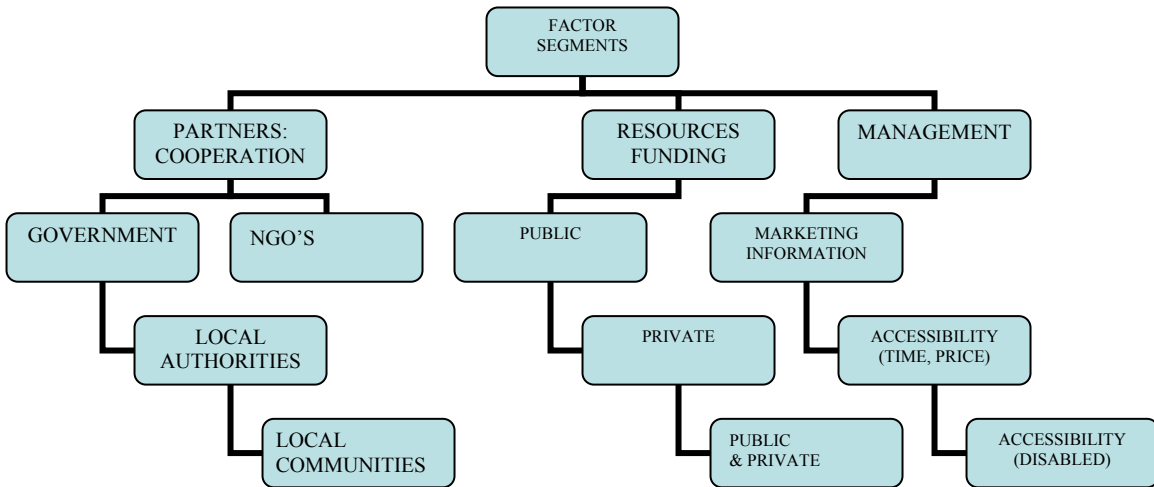 FACTOR
SEGMENTS
PARTNERS:
COOPERATION
RESOURCES
FUNDING
MANAGEMENT
GOVERNMENT
NGO'S
PUBLIC
MARKETING
INFORMATION
LOCAL
AUTHORITIES
PRIVATE
ACCESSIBILITY
(TIME, PRICE)
LOCAL
COMMUNITIES
PUBLIC
& PRIVATE
ACCESSIBILITY
(DISABLED)